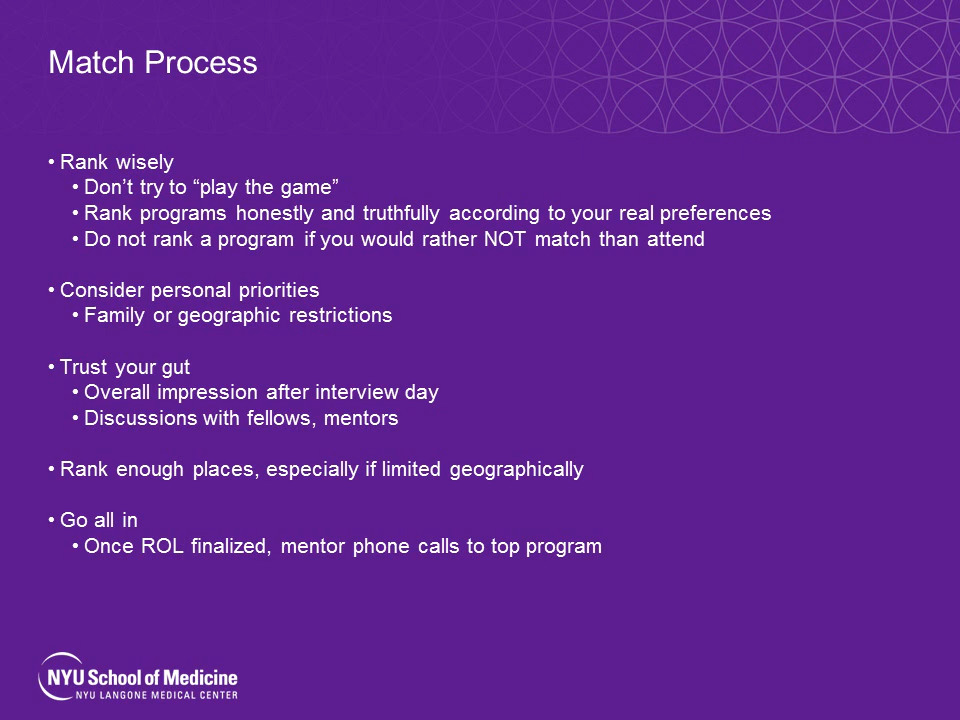 Match Process
• Rank wisely
• Don’t try to “play the game”
• Rank programs honestly and truthfully according to your real preferences
• Do not rank a program if you would rather NOT match than attend
• Consider personal priorities
• Family or geographic restrictions
• Trust your gut
• Overall impression after interview day
• Discussions with fellows, mentors
• Rank enough places, especially if limited geographically
• Go all in
• Once ROL finalized, mentor phone calls to top program
NYU School of Medicine
NYU LANGONE MEDICAL CENTER